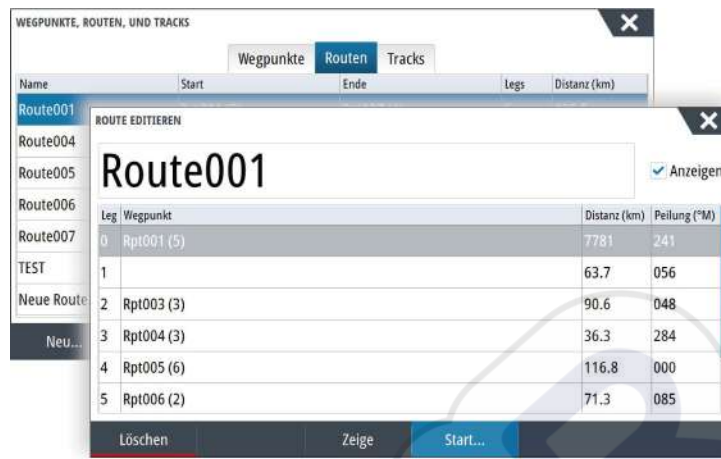 WEGPUNKTE, ROUTEN, UND TRACKS
Wegpunkte Routen Tracks
Name Start Ende Legs Distanz (km)
Route001
Route004
Route005
Route006
Route007
TEST
Neue Route
Neu...
ROUTE EDITIEREN
Route001
Anzeigen
Leg Wegpunkt Distanz (km) Peilung (°M)
0 Rpt001 (5) 7781 241
1 63.7 056
2 Rpt003 (3) 90.6 048
3 Rpt004 (3) 36.3 284
4 Rpt005 (6) 116.8 000
5 Rpt006 (2) 71.3 085
Löschen Zeige Start...